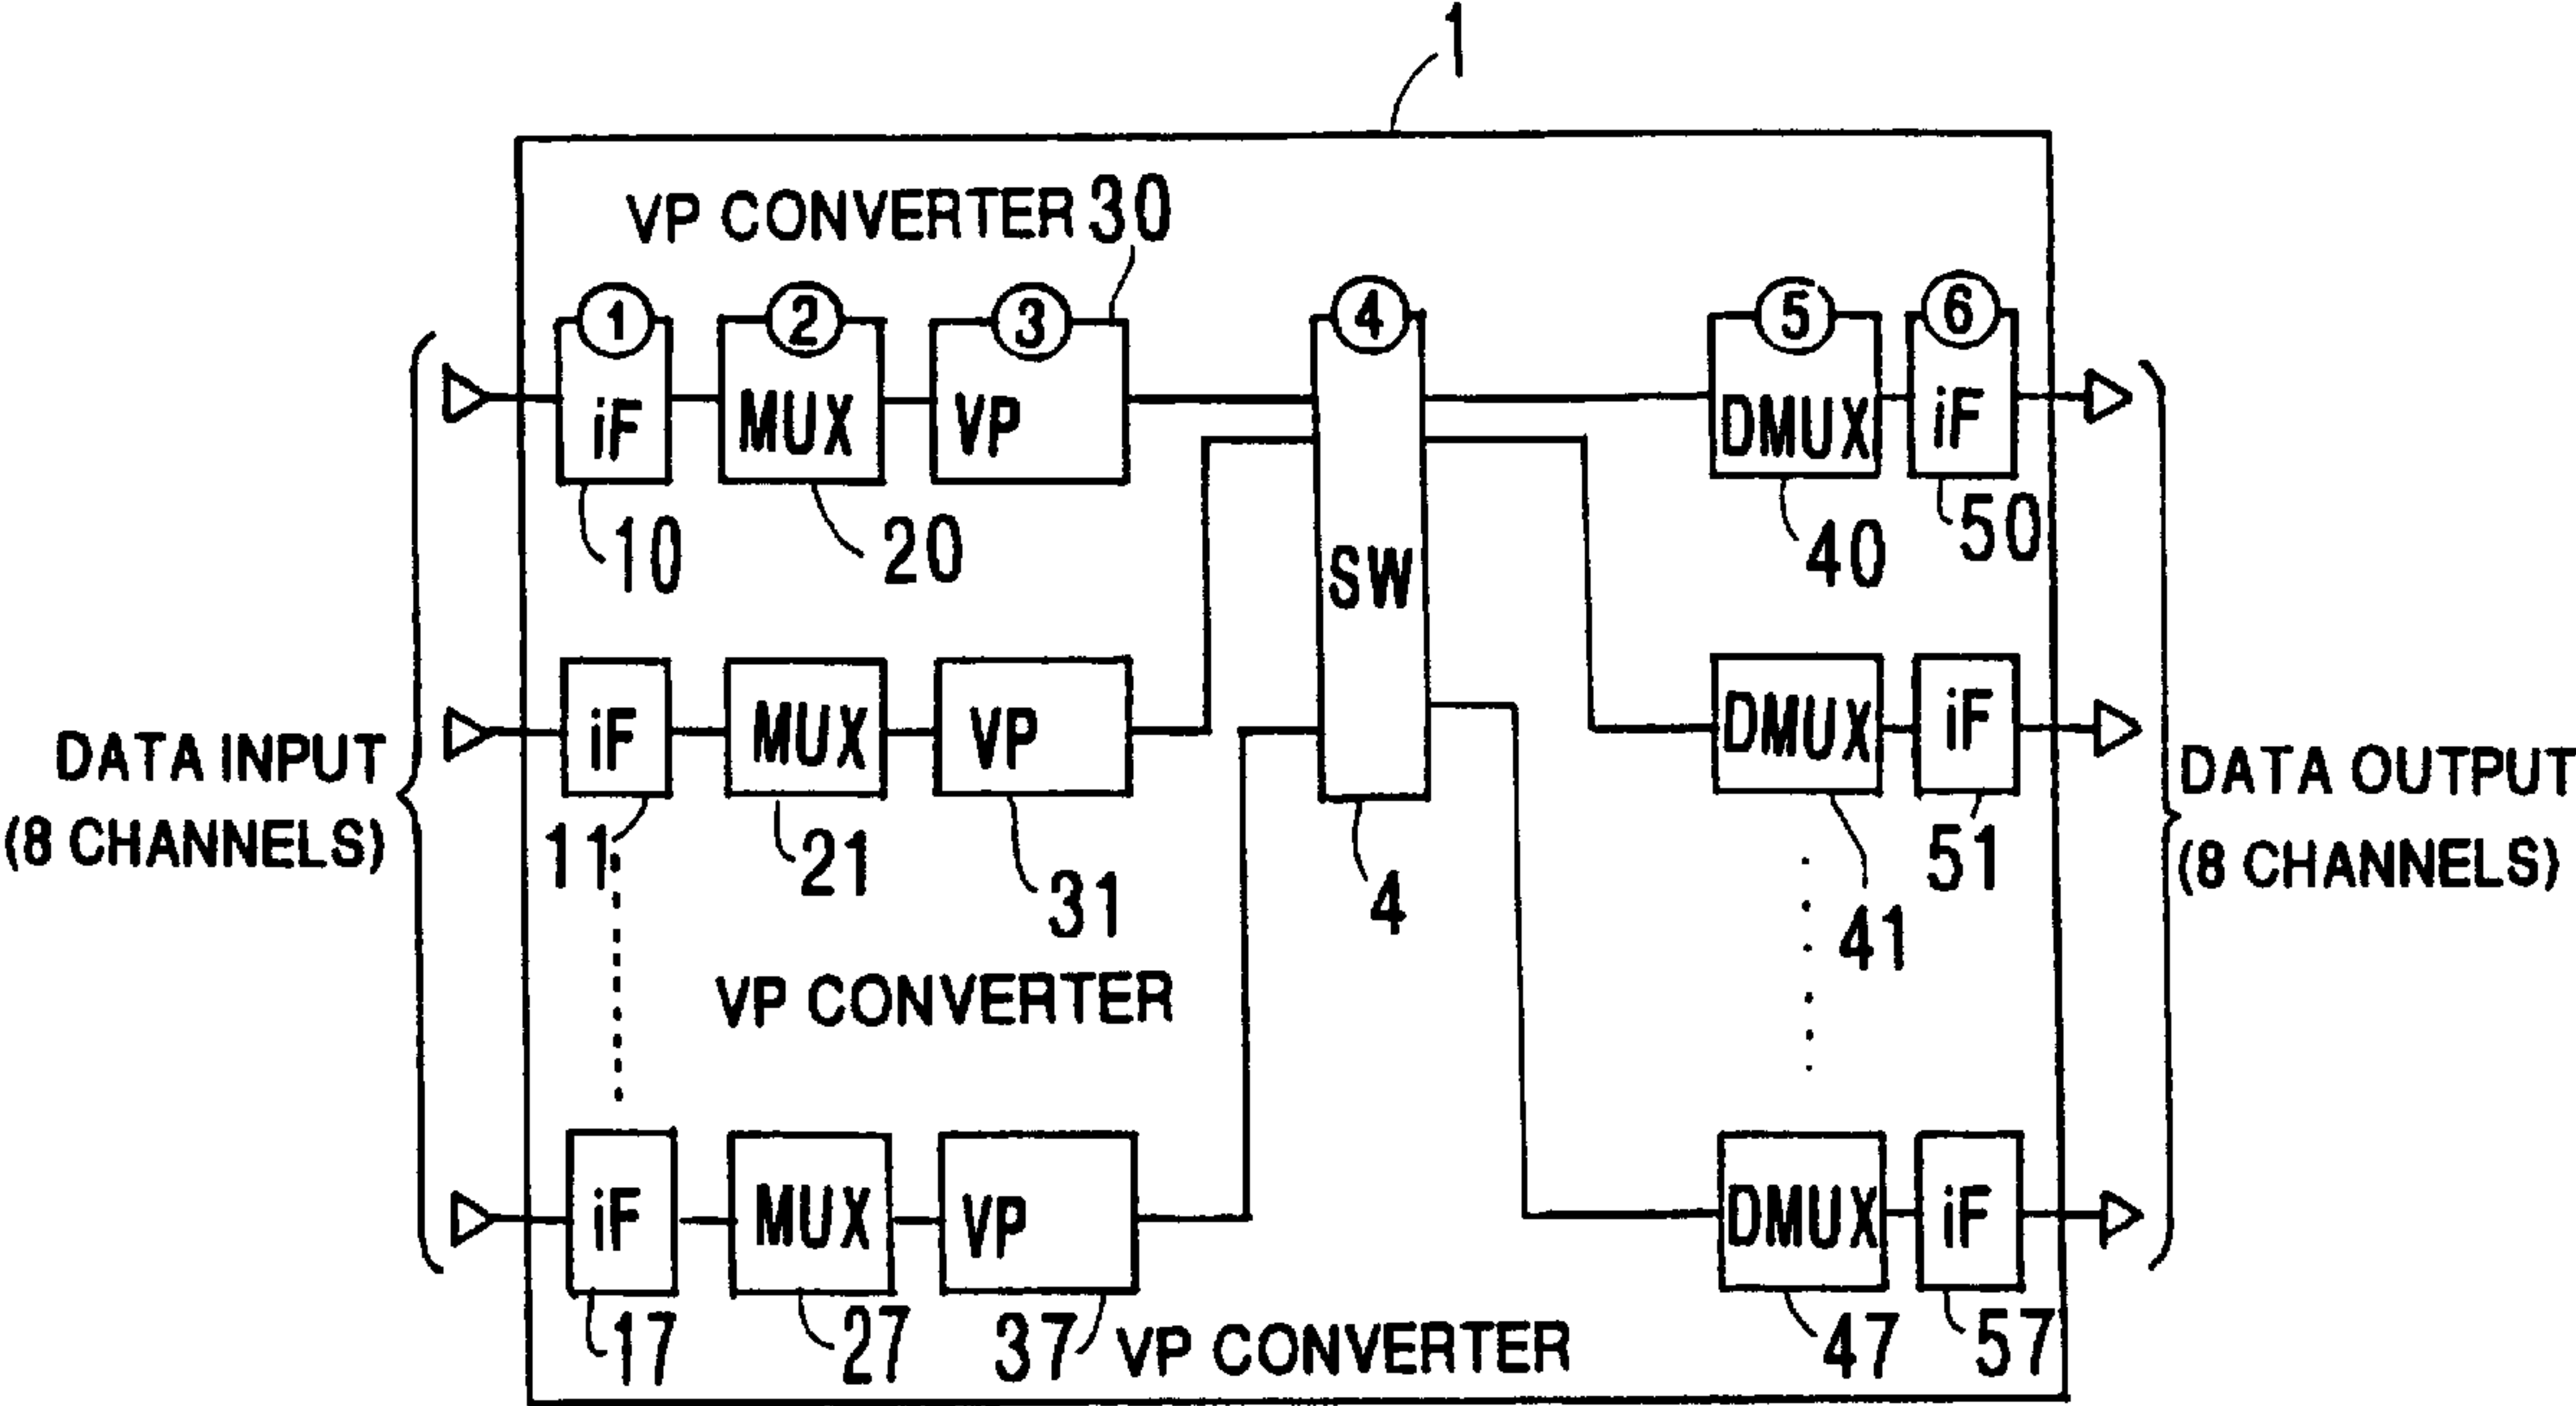 1
VP CONVERTER 30
① ② ③ ④ ⑤ ⑥
iF MUX VP DMUX iF
10 20 SW 40 50
iF MUX VP DMUX iF
DATA INPUT
(8 CHANNELS)
DATA OUTPUT
(8 CHANNELS)
11 21 31 4 41 51
VP CONVERTER
iF MUX VP DMUX iF
17 27 37 VP CONVERTER 47 57